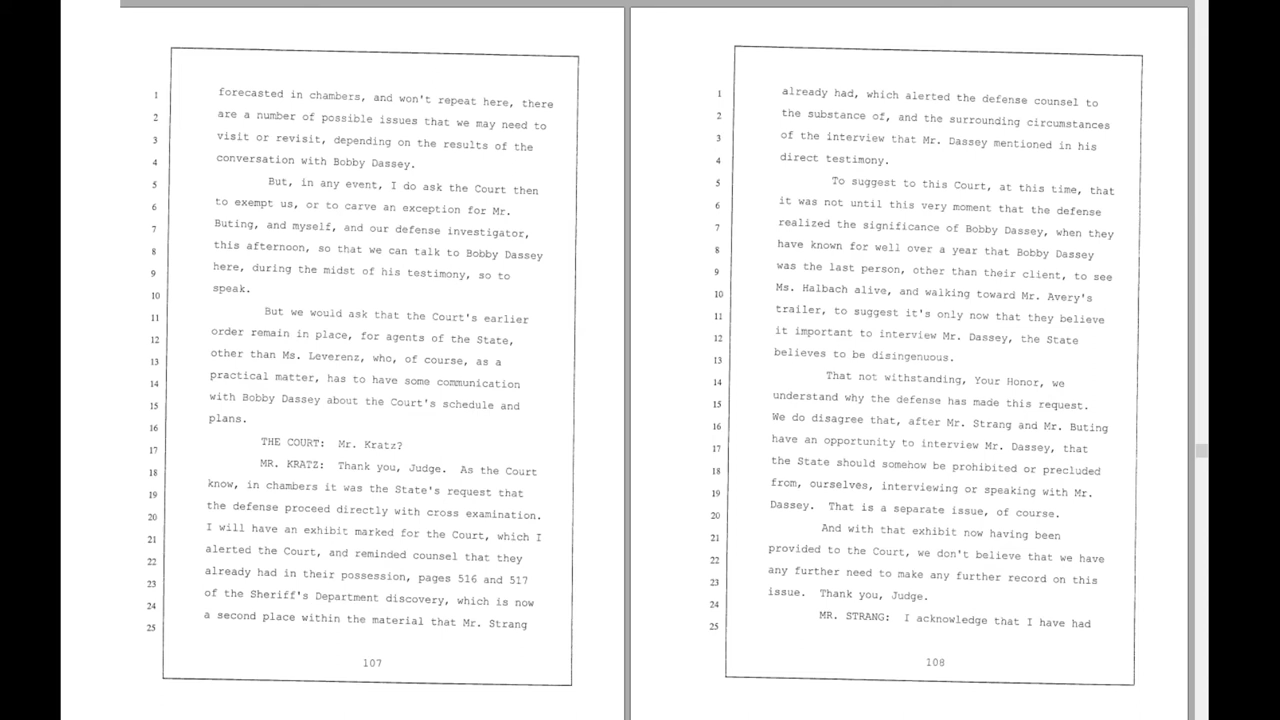 1 forecasted in chambers, and won't repeat here, there
2 are a number of possible issues that we may need to
3 visit or revisit, depending on the results of the
4 conversation with Bobby Dassey.
5 But, in any event, I do ask the Court then
6 to exempt us, or to carve an exception for Mr.
7 Buting, and myself, and our defense investigator,
8 this afternoon, so that we can talk to Bobby Dassey
9 here, during the midst of his testimony, so to
10 speak.
11 But we would ask that the Court's earlier
12 order remain in place, for agents of the State,
13 other than Ms. Leverenz, who, of course, as a
14 practical matter, has to have some communication
15 with Bobby Dassey about the Court's schedule and
16 plans.
17 THE COURT: Mr. Kratz?
18 MR. KRATZ: Thank you, Judge. As the Court
19 know, in chambers it was the State's request that
20 the defense proceed directly with cross examination.
21 I will have an exhibit marked for the Court, which I
22 alerted the Court, and reminded counsel that they
23 already had in their possession, pages 516 and 517
24 of the Sheriff's Department discovery, which is now
25 a second place within the material that Mr. Strang
107
1 already had, which alerted the defense counsel to
2 the substance of, and the surrounding circumstances
3 of the interview that Mr. Dassey mentioned in his
4 direct testimony.
5 To suggest to this Court, at this time, that
6 it was not until this very moment that the defense
7 realized the significance of Bobby Dassey, when they
8 have known for well over a year that Bobby Dassey
9 was the last person, other than their client, to see
10 Ms. Halbach alive, and walking toward Mr. Avery's
11 trailer, to suggest it's only now that they believe
12 it important to interview Mr. Dassey, the State
13 believes to be disingenuous.
14 That not withstanding, Your Honor, we
15 understand why the defense has made this request.
16 We do disagree that, after Mr. Strang and Mr. Buting
17 have an opportunity to interview Mr. Dassey, that
18 the State should somehow be prohibited or precluded
19 from, ourselves, interviewing or speaking with Mr.
20 Dassey. That is a separate issue, of course.
21 And with that exhibit now having been
22 provided to the Court, we don't believe that we have
23 any further need to make any further record on this
24 issue. Thank you, Judge.
25 MR. STRANG: I acknowledge that I have had
108